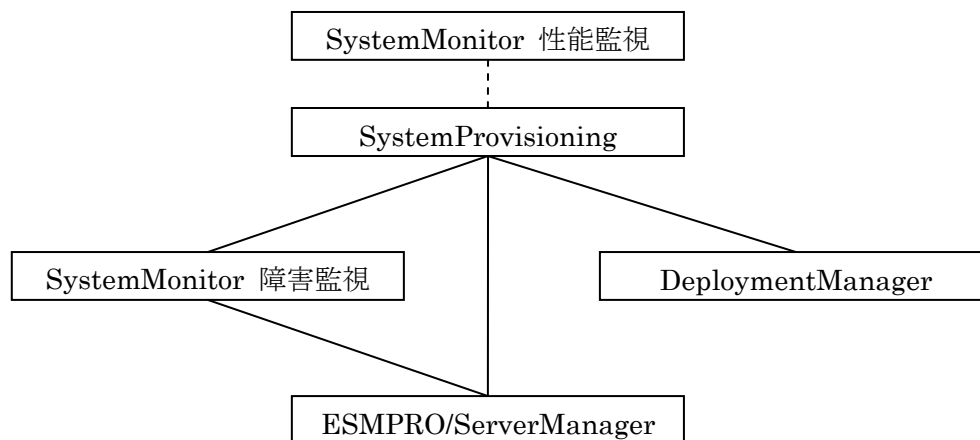 SystemMonitor 性能監視
SystemProvisioning
SystemMonitor 障害監視
DeploymentManager
ESMPRO/ServerManager